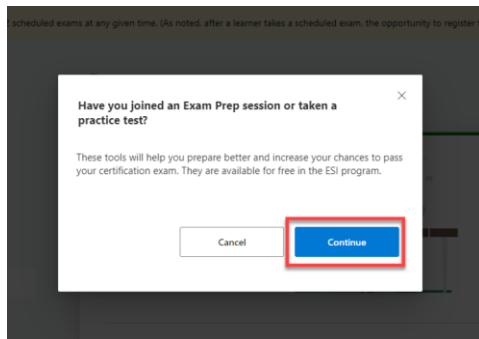 scheduled exams at any given time. (As noted, after a learner takes a scheduled exam, the opportunity to register
Have you joined an Exam Prep session or taken a
practice test?
These tools will help you prepare better and increase your chances to pass
your certification exam. They are available for free in the ESI program.
Cancel
Continue